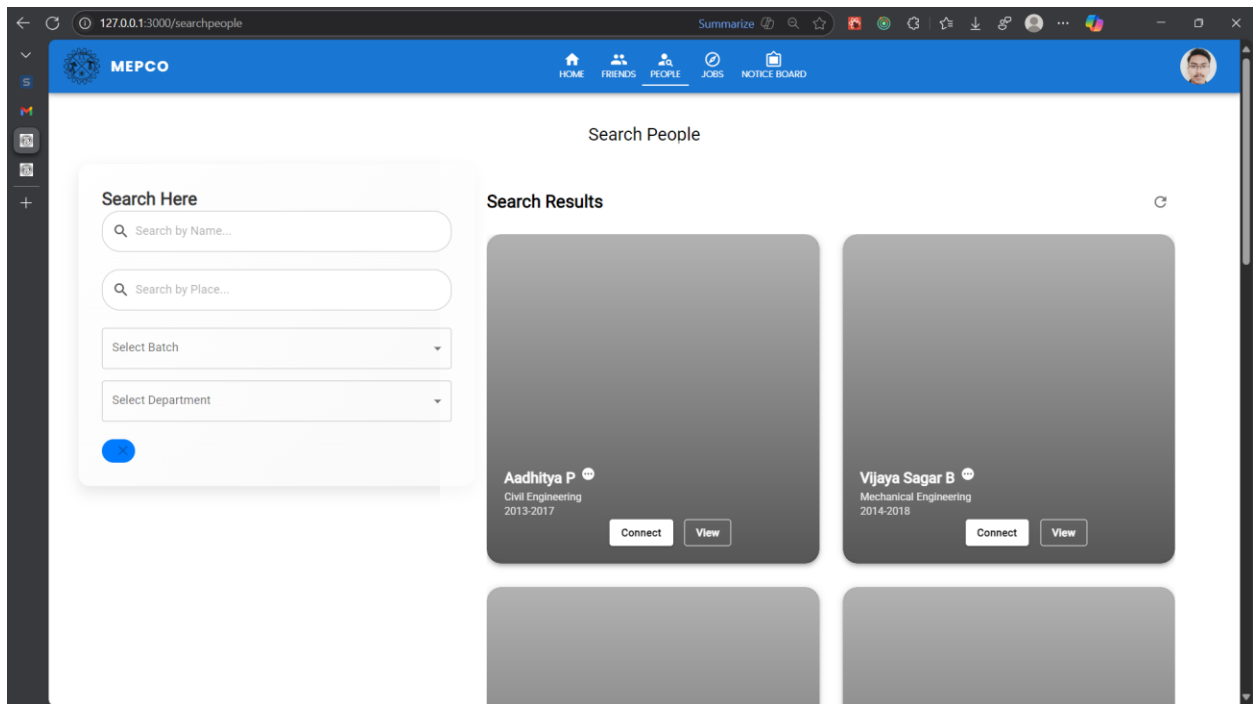 127.0.0.1:3000/searchpeople
Summarize
MEPCO
HOME
FRIENDS
PEOPLE
JOBS
NOTICE BOARD
Search People
Search Here
Search by Name...
Search by Place...
Select Batch
Select Department
Search Results
Aadhitya P
Civil Engineering
2013-2017
Connect
View
Vijaya Sagar B
Mechanical Engineering
2014-2018
Connect
View